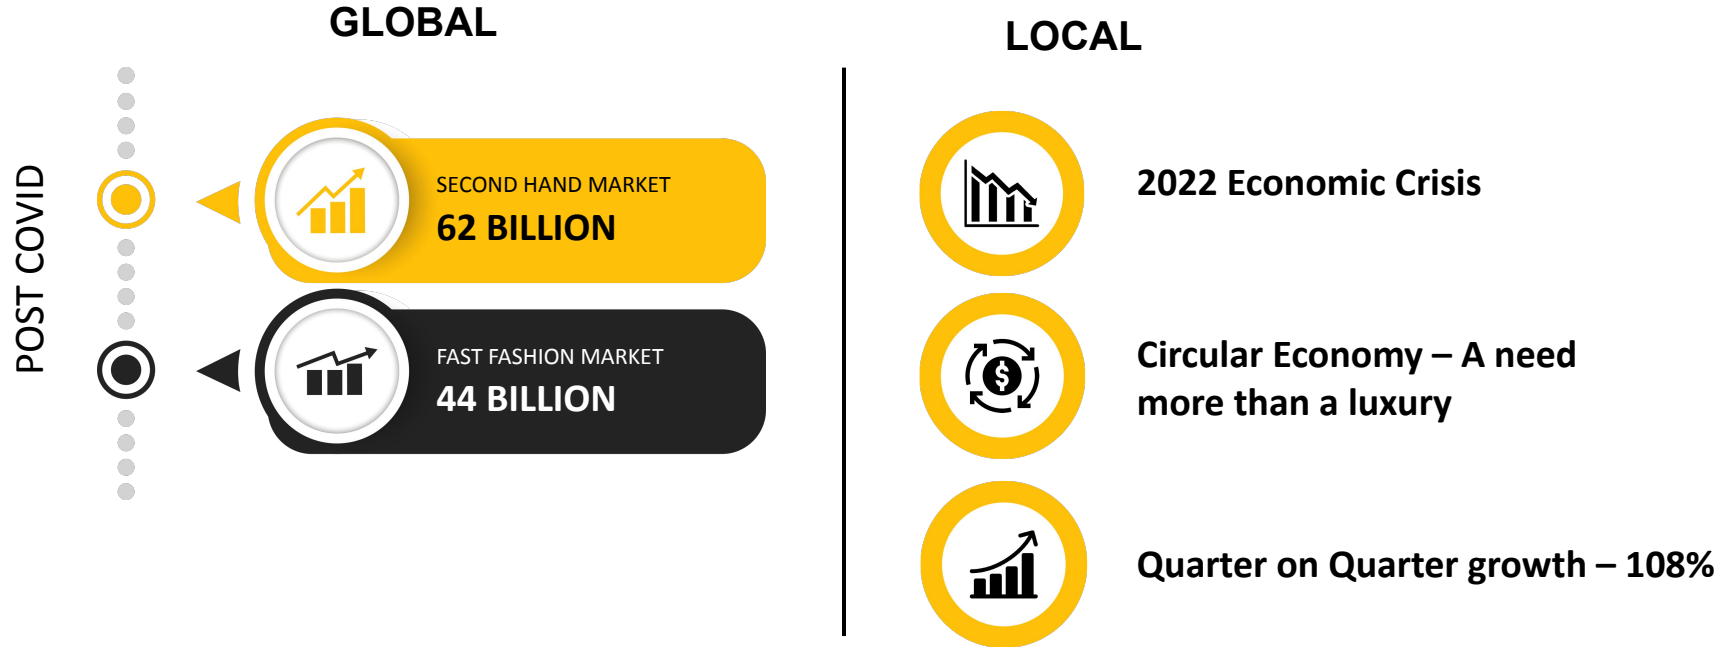 GLOBAL
POST COVID
SECOND HAND MARKET
62 BILLION
FAST FASHION MARKET
44 BILLION
LOCAL
2022 Economic Crisis
$
Circular Economy – A need
more than a luxury
Quarter on Quarter growth – 108%